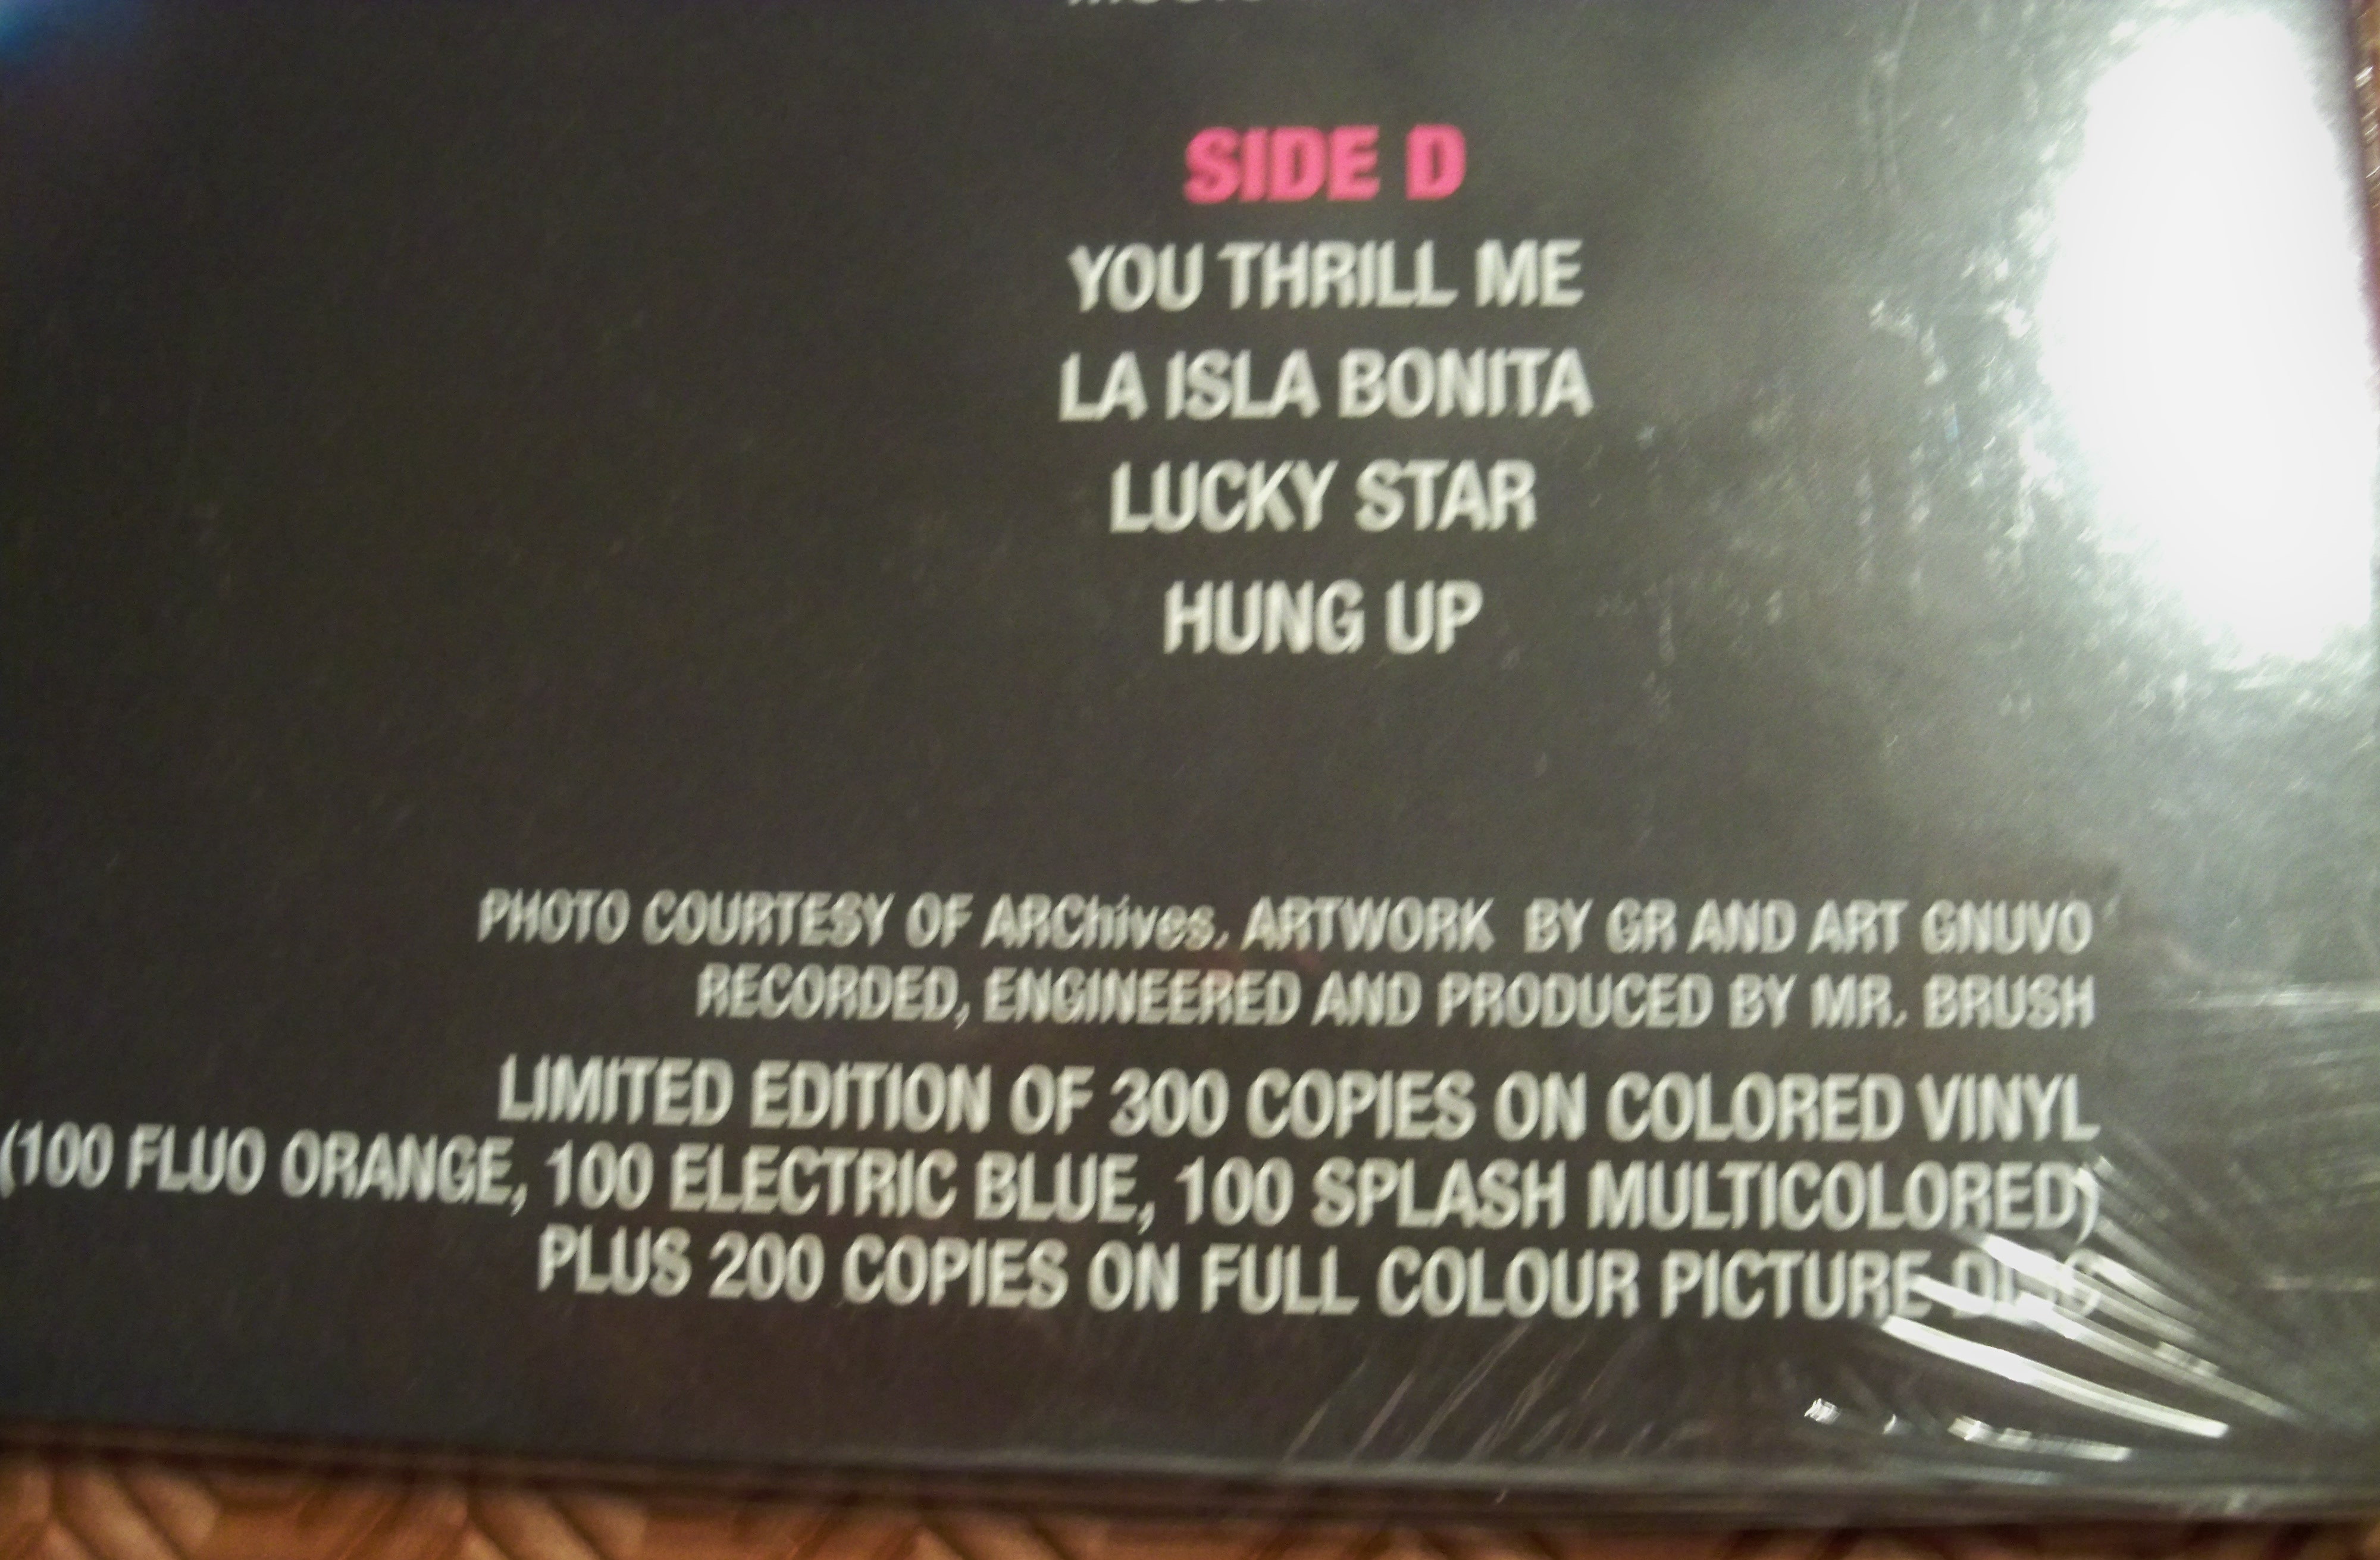 SIDE D
YOU THRILL ME
LA ISLA BONITA
LUCKY STAR
HUNG UP
PHOTO COURTESY OF ARChives. ARTWORK BY GR AND ART GNUVO
RECORDED, ENGINEERED AND PRODUCED BY MR. BRUSH
LIMITED EDITION OF 300 COPIES ON COLORED VINYL
(100 FLUO ORANGE, 100 ELECTRIC BLUE, 100 SPLASH MULTICOLORED)
PLUS 200 COPIES ON FULL COLOUR PICTURE DISC